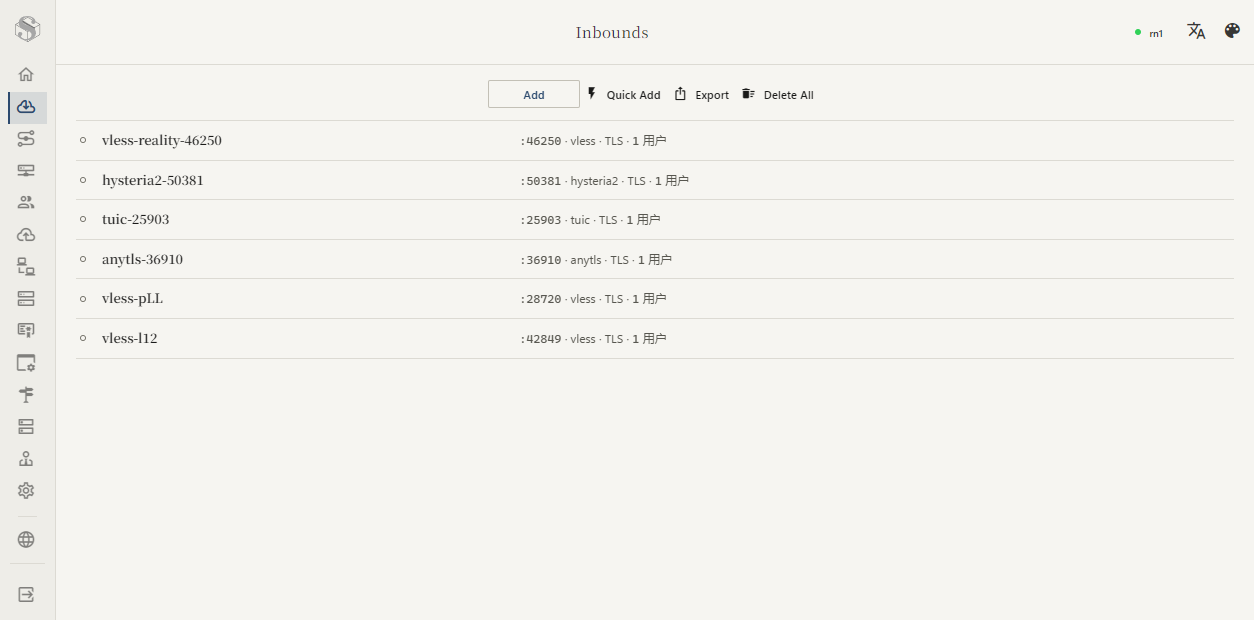 Inbounds
rn1
Add Quick Add Export Delete All
vless-reality-46250 :46250 · vless · TLS · 1 用户
hysteria2-50381 :50381 · hysteria2 · TLS · 1 用户
tuic-25903 :25903 · tuic · TLS · 1 用户
anytls-36910 :36910 · anytls · TLS · 1 用户
vless-pLL :28720 · vless · TLS · 1 用户
vless-l12 :42849 · vless · TLS · 1 用户